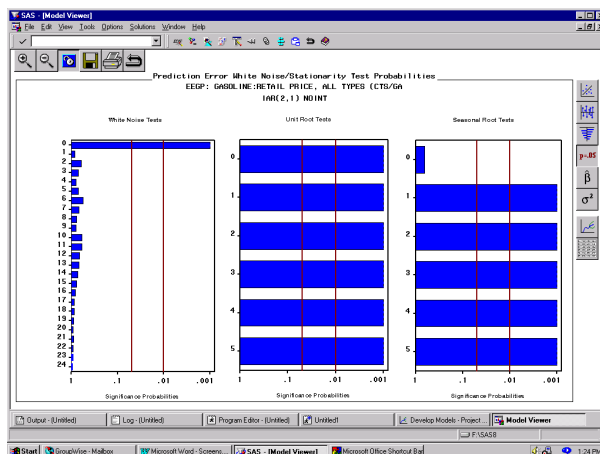 SAS - [Model Viewer]
File Edit View Tools Options Solutions Window Help
Prediction Error White Noise/Stationarity Test Probabilities
EEGP: GASOLINE:RETAIL PRICE, ALL TYPES (CTS/GA
IAR(2,1) NOINT
White Noise Tests
Unit Root Tests
Seasonal Root Tests
0
1
2
3
4
5
6
7
8
9
10
11
12
13
14
15
16
17
18
19
20
21
22
23
24
1 .1 .01 .001
Significance Probabilities
0
1
2
3
4
5
1 .1 .01 .001
Significance Probabilities
0
1
2
3
4
5
1 .1 .01 .001
Significance Probabilities
p=.05
β̂
σ²
Output - (Untitled)
Log - (Untitled)
Program Editor - (Untitled)
Untitled1
Develop Models - Project ...
Model Viewer
F:\SAS8
Start
GroupWise - Mailbox
Microsoft Word - Screens...
SAS - [Model Viewer]
Microsoft Office Shortcut Bar
1:24 PM